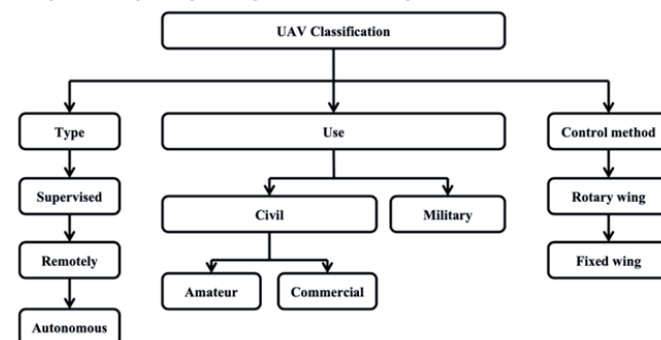 UAV Classification
Type
Use
Control method
Supervised
Civil
Military
Rotary wing
Remotely
Fixed wing
Amateur
Commercial
Autonomous